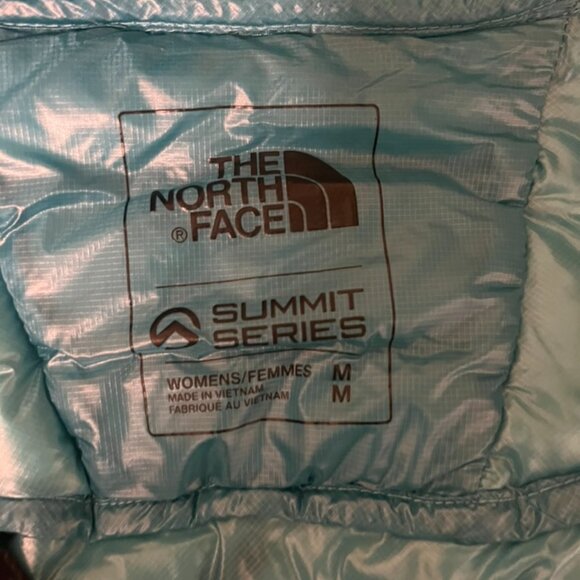 THE
NORTH
® FACE
SUMMIT
SERIES
WOMENS/FEMMES M
MADE IN VIETNAM M
FABRIQUE AU VIETNAM